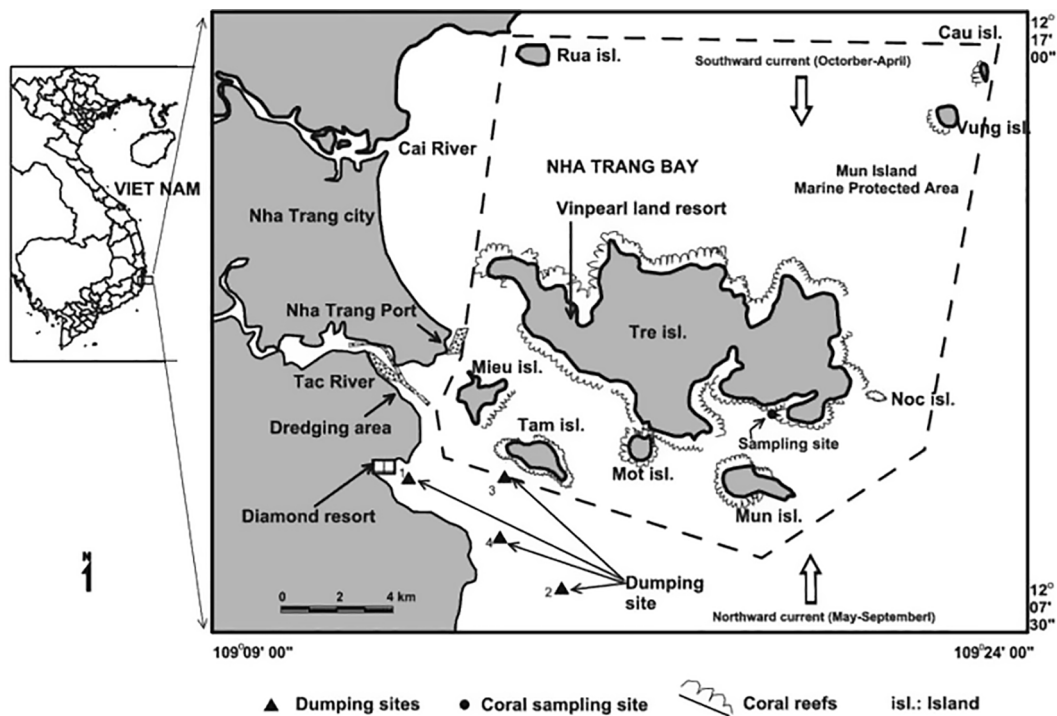 12°
17'
00"
Cau isl.
Rua isl.
Southward current (Octorber-April)
Vung isl.
Cai River
VIET NAM
NHA TRANG BAY
Mun Island
Marine Protected Area
Nha Trang city
Vinpearl land resort
Nha Trang Port
Tre isl.
Mieu isl.
Tac River
Noc isl.
Dredging area
Tam isl.
Sampling site
Mot isl.
1
3
Diamond resort
Mun isl.
4
N
Dumping
site
2
0 2 4 km
Northward current (May-Septemberl)
12°
07'
30"
109°09' 00"
109°24' 00"
Dumping sites
Coral sampling site
Coral reefs
isl.: Island